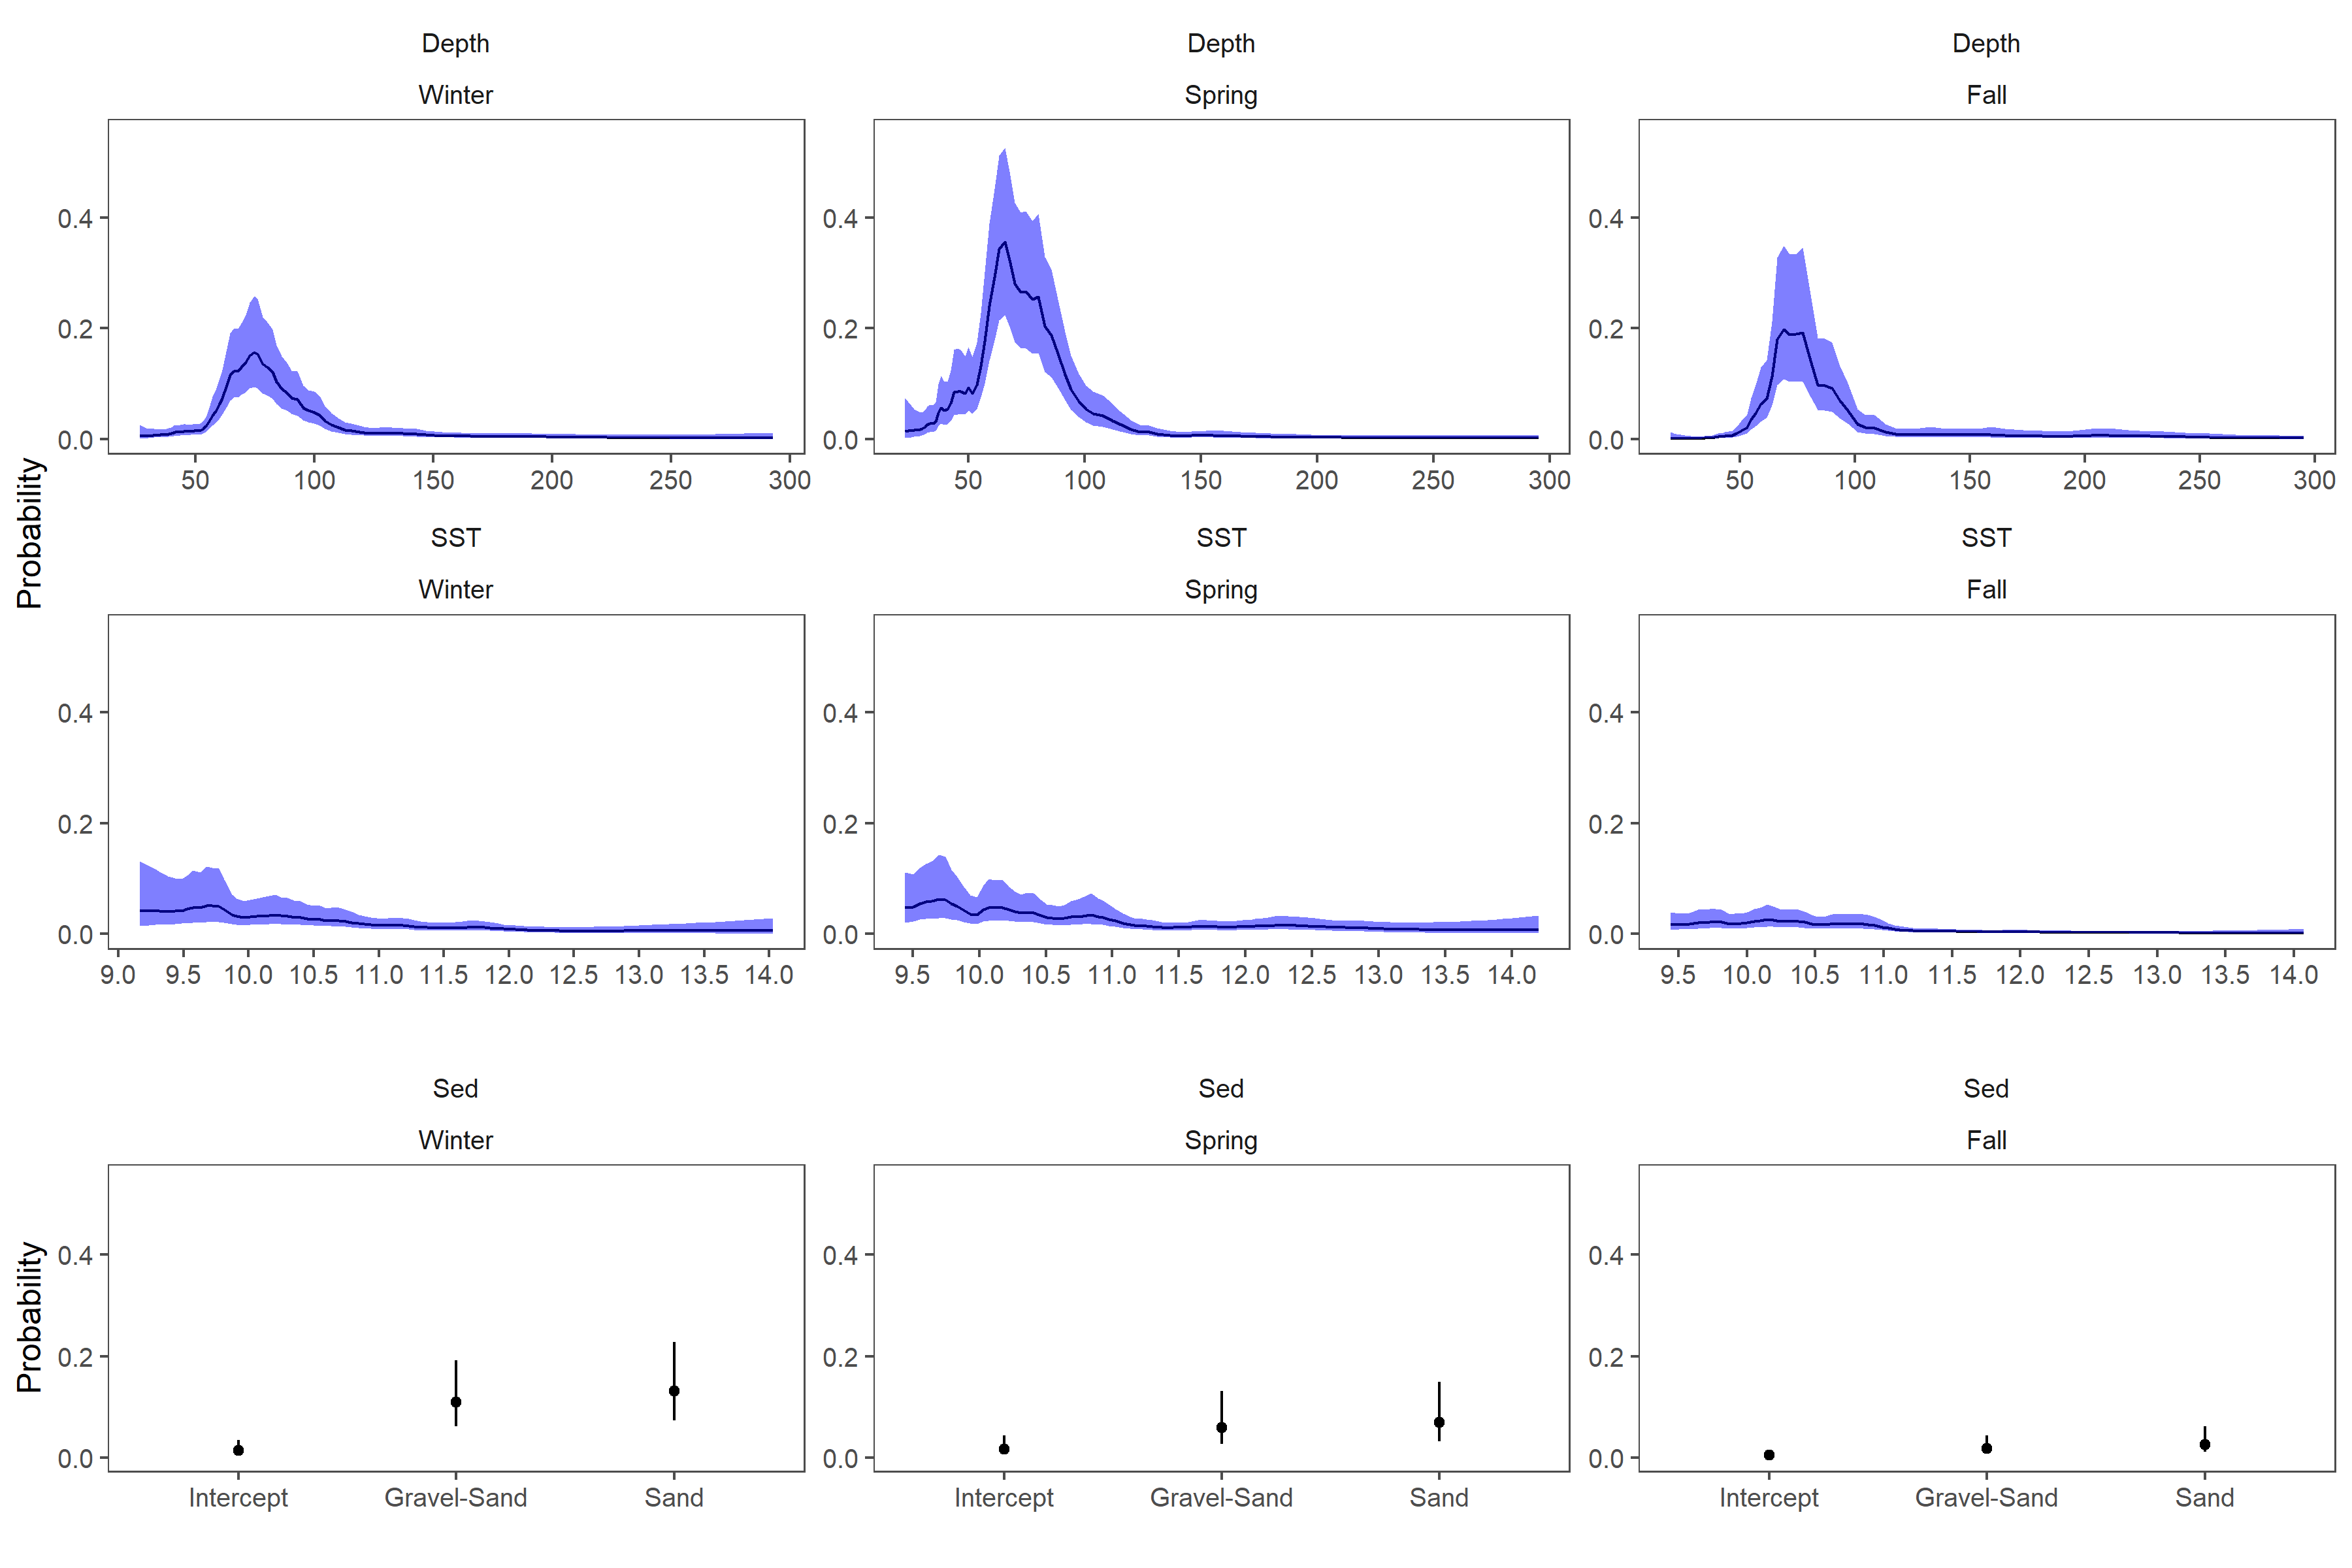 Depth Depth Depth
Winter Spring Fall
0.4 0.4 0.4
0.2 0.2 0.2
0.0 0.0 0.0
50 100 150 200 250 300 50 100 150 200 250 300 50 100 150 200 250 300
Probability
SST SST SST
Winter Spring Fall
0.4 0.4 0.4
0.2 0.2 0.2
0.0 0.0 0.0
9.0 9.5 10.0 10.5 11.0 11.5 12.0 12.5 13.0 13.5 14.0 9.5 10.0 10.5 11.0 11.5 12.0 12.5 13.0 13.5 14.0 9.5 10.0 10.5 11.0 11.5 12.0 12.5 13.0 13.5 14.0
Sed Sed Sed
Winter Spring Fall
0.4 0.4 0.4
Probability
0.2 0.2 0.2
0.0 0.0 0.0
Intercept Gravel-Sand Sand Intercept Gravel-Sand Sand Intercept Gravel-Sand Sand